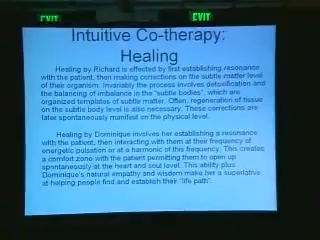 EVIT
EVIT
Intuitive Co-therapy:
Healing
Healing by Richard is effected by first establishing resonance
with the patient, then making corrections on the subtle matter level
of their organism. Invariably the process involves detoxification and
the balancing of imbalance in the "subtle bodies", which are
organized templates of subtle matter. Often, regeneration of tissue
on the subtle body level is also necessary. These corrections are
later spontaneously manifest on the physical level.
Healing by Dominique involves her establishing a resonance
with the patient, then interacting with them at their frequency of
energetic pulsation or at a harmonic of this frequency. This creates
a comfort zone with the patient permitting them to open up
spontaneously at the heart and soul level. This ability plus
Dominique's natural empathy and wisdom make her a superlative
at helping people find and establish their "life path".